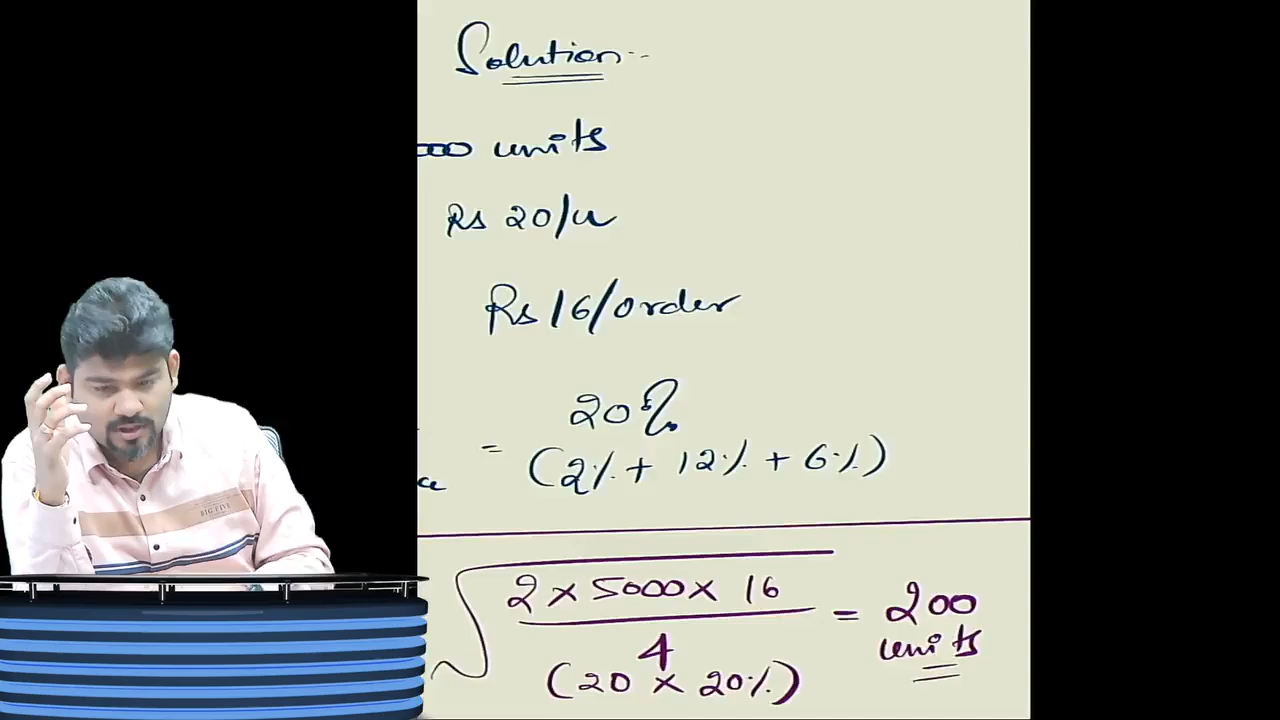 Solution:-
000 units
Rs 20/u
Rs 16/order
20%
= (2% + 12% + 6%)
2 × 5000 × 16
= 200
units
4
(20 × 20%)
BIG FIVE